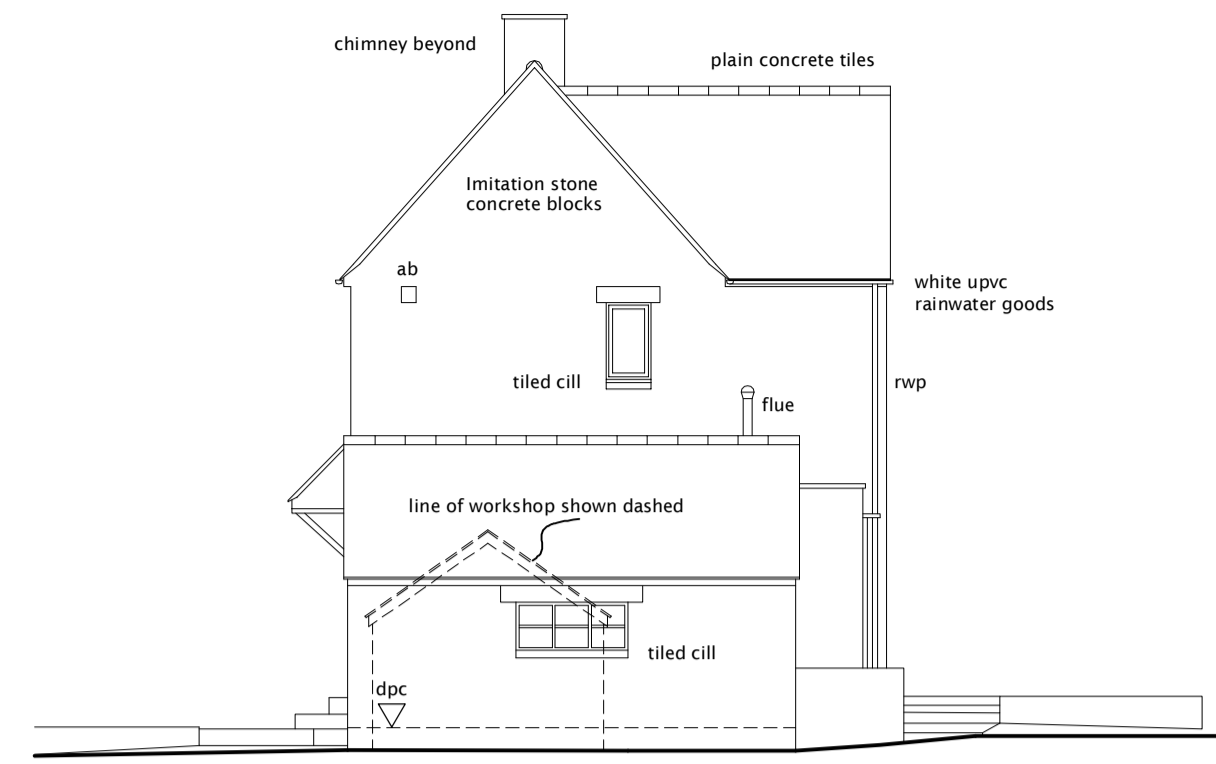 chimney beyond
plain concrete tiles
Imitation stone
concrete blocks
ab
white upvc
rainwater goods
tiled cill
rwp
flue
line of workshop shown dashed
tiled cill
dpc